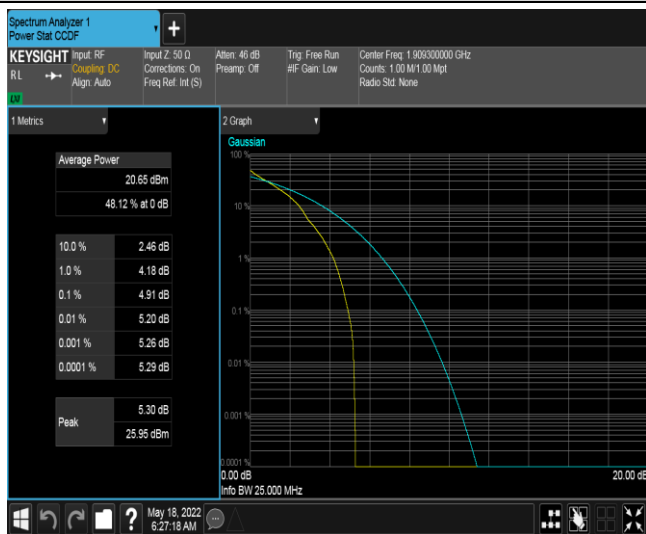 Spectrum Analyzer 1
Power Stat CCDF
+
KEYSIGHT Input: RF Input Z: 50 Ω Atten: 46 dB Trig: Free Run Center Freq: 1.909300000 GHz
RL Coupling: DC Corrections: On Preamp: Off #IF Gain: Low Counts: 1.00 M/1.00 Mpt
Align: Auto Freq Ref: Int (S) Radio Std: None
1 Metrics
Average Power
20.65 dBm
48.12 % at 0 dB
10.0 % 2.46 dB
1.0 % 4.18 dB
0.1 % 4.91 dB
0.01 % 5.20 dB
0.001 % 5.26 dB
0.0001 % 5.29 dB
Peak 5.30 dB
25.95 dBm
2 Graph
Gaussian
100 %
10 %
1 %
0.1 %
0.01 %
0.001 %
0.0001 %
0.00 dB 20.00 dB
Info BW 25.000 MHz
? May 18, 2022
6:27:18 AM